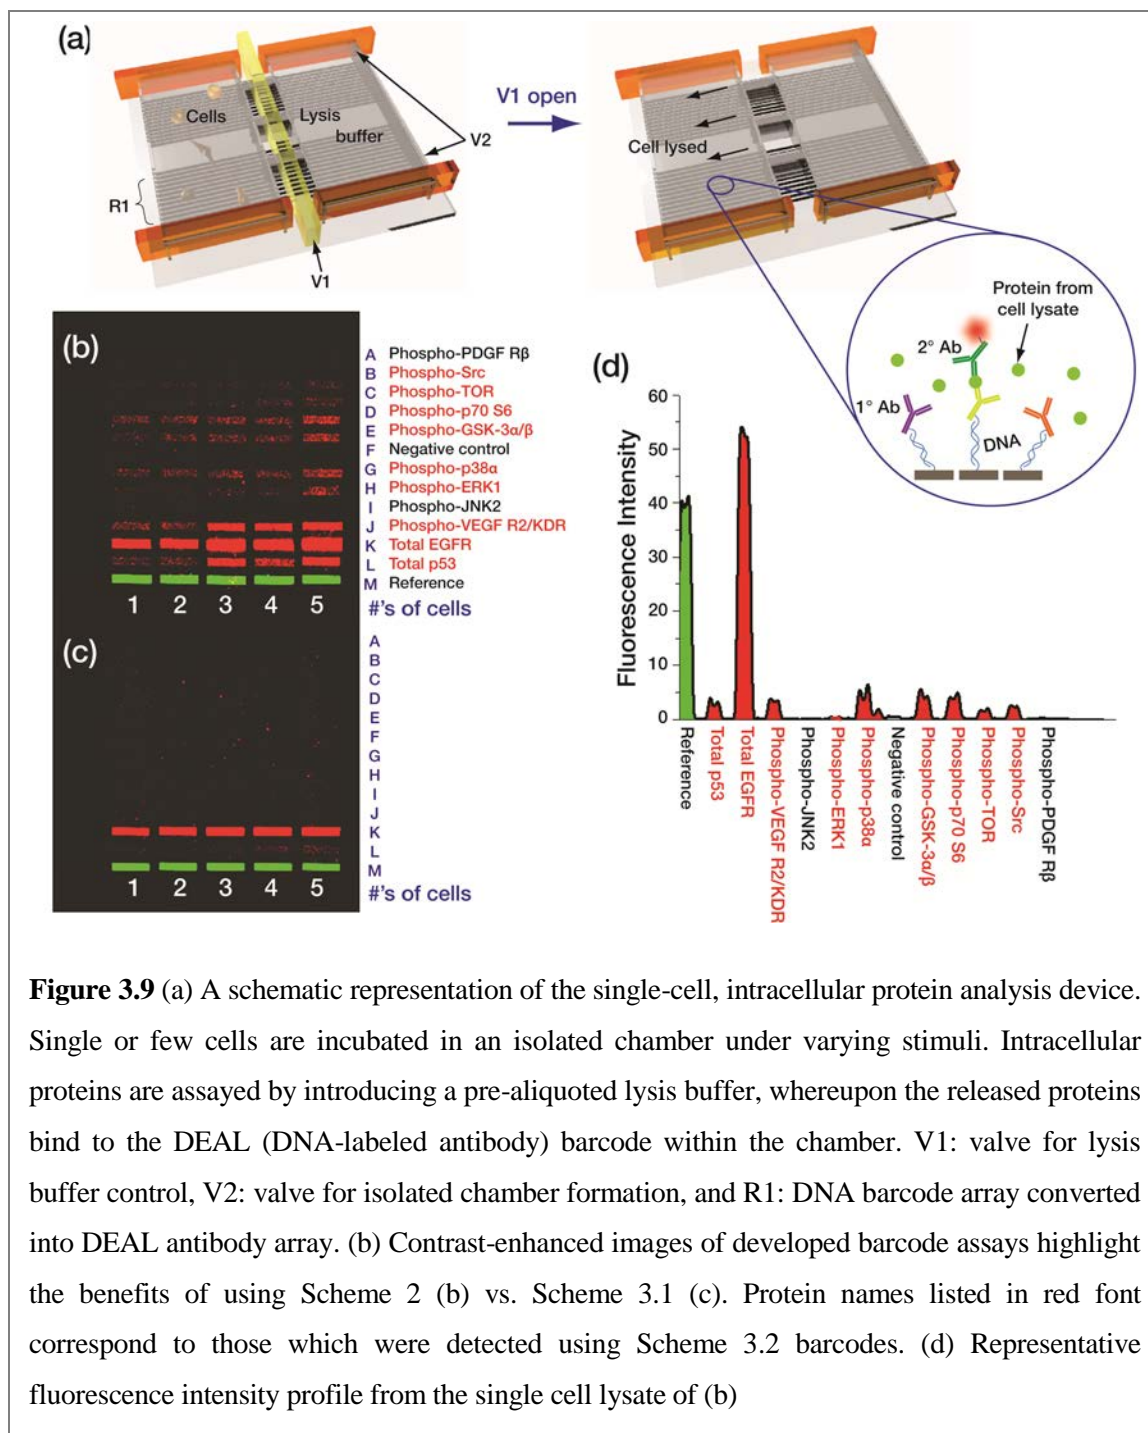 (a)
Cells
Lysis
buffer
V2
R1
V1
V1 open
Cell lysed
Protein from
cell lysate
2° Ab
1° Ab
DNA
(b)
A Phospho-PDGF Rβ
B Phospho-Src
C Phospho-TOR
D Phospho-p70 S6
E Phospho-GSK-3α/β
F Negative control
G Phospho-p38α
H Phospho-ERK1
I Phospho-JNK2
J Phospho-VEGF R2/KDR
K Total EGFR
L Total p53
M Reference
1 2 3 4 5 #'s of cells
(c)
A
B
C
D
E
F
G
H
I
J
K
L
M
1 2 3 4 5 #'s of cells
(d)
Fluorescence Intensity
60
50
40
30
20
10
0
Reference
Total p53
Total EGFR
Phospho-VEGF R2/KDR
Phospho-JNK2
Phospho-ERK1
Phospho-p38α
Negative control
Phospho-GSK-3α/β
Phospho-p70 S6
Phospho-TOR
Phospho-Src
Phospho-PDGF Rβ
Figure 3.9 (a) A schematic representation of the single-cell, intracellular protein analysis device.
Single or few cells are incubated in an isolated chamber under varying stimuli. Intracellular
proteins are assayed by introducing a pre-aliquoted lysis buffer, whereupon the released proteins
bind to the DEAL (DNA-labeled antibody) barcode within the chamber. V1: valve for lysis
buffer control, V2: valve for isolated chamber formation, and R1: DNA barcode array converted
into DEAL antibody array. (b) Contrast-enhanced images of developed barcode assays highlight
the benefits of using Scheme 2 (b) vs. Scheme 3.1 (c). Protein names listed in red font
correspond to those which were detected using Scheme 3.2 barcodes. (d) Representative
fluorescence intensity profile from the single cell lysate of (b)